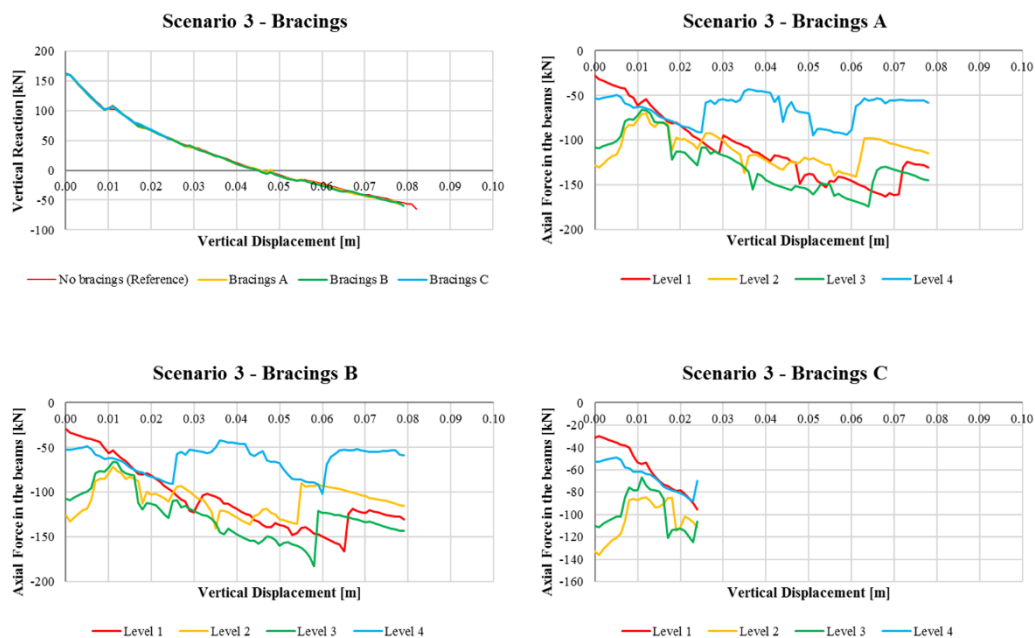 Scenario 3 - Bracings
Vertical Reaction [kN]
200
150
100
50
0
-50
-100
0.00 0.01 0.02 0.03 0.04 0.05 0.06 0.07 0.08 0.09 0.10
Vertical Displacement [m]
No bracings (Reference) Bracings A Bracings B Bracings C
Scenario 3 - Bracings A
Axial Force in the beams [kN]
0.00 0.01 0.02 0.03 0.04 0.05 0.06 0.07 0.08 0.09 0.10
0
-50
-100
-150
-200
Vertical Displacement [m]
Level 1 Level 2 Level 3 Level 4
Scenario 3 - Bracings B
Axial Force in the beams [kN]
0.00 0.01 0.02 0.03 0.04 0.05 0.06 0.07 0.08 0.09 0.10
0
-50
-100
-150
-200
Vertical Displacement [m]
Level 1 Level 2 Level 3 Level 4
Scenario 3 - Bracings C
Axial Force in the beams [kN]
0.00 0.01 0.02 0.03 0.04 0.05 0.06 0.07 0.08 0.09 0.10
0
-20
-40
-60
-80
-100
-120
-140
-160
Vertical Displacement [m]
Level 1 Level 2 Level 3 Level 4